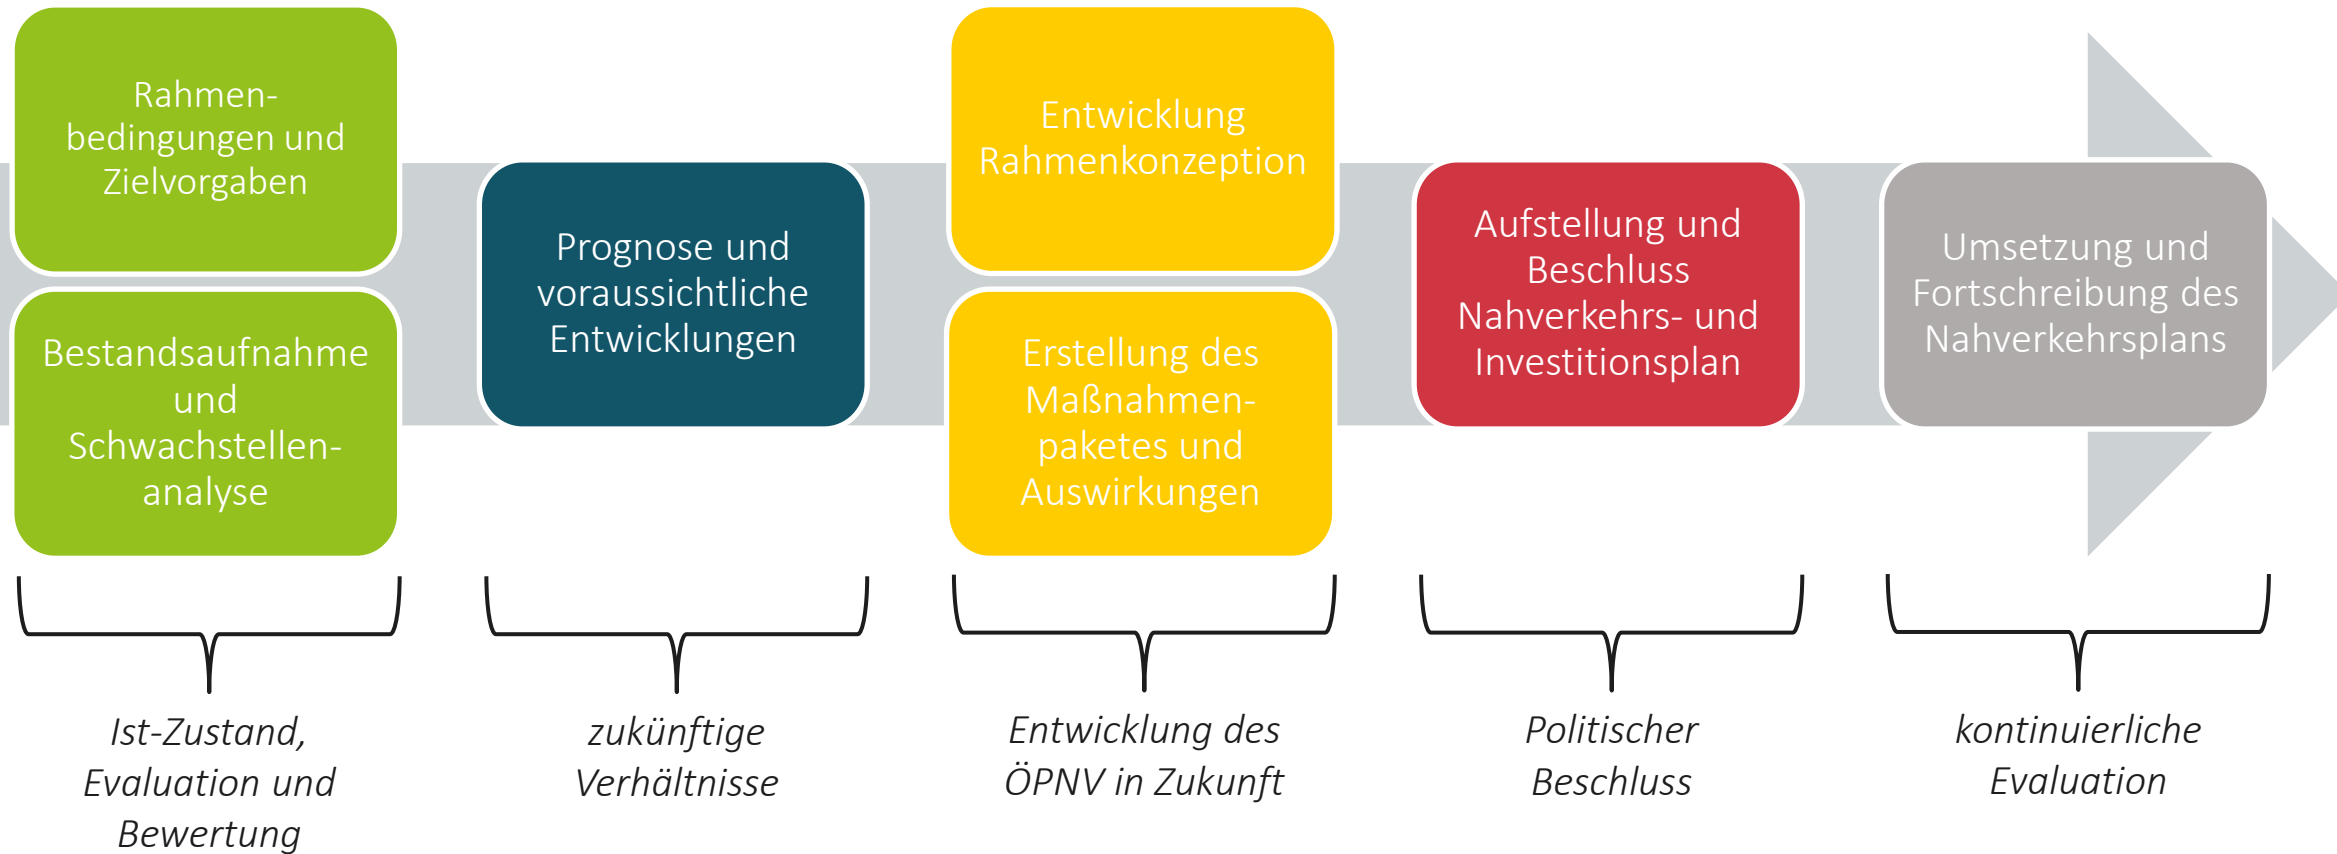 Rahmen-
bedingungen und
Zielvorgaben
Bestandsaufnahme
und
Schwachstellen-
analyse
Prognose und
voraussichtliche
Entwicklungen
Entwicklung
Rahmenkonzeption
Erstellung des
Maßnahmen-
paketes und
Auswirkungen
Aufstellung und
Beschluss
Nahverkehrs- und
Investitionsplan
Umsetzung und
Fortschreibung des
Nahverkehrsplans
Ist-Zustand,
Evaluation und
Bewertung
zukünftige
Verhältnisse
Entwicklung des
ÖPNV in Zukunft
Politischer
Beschluss
kontinuierliche
Evaluation